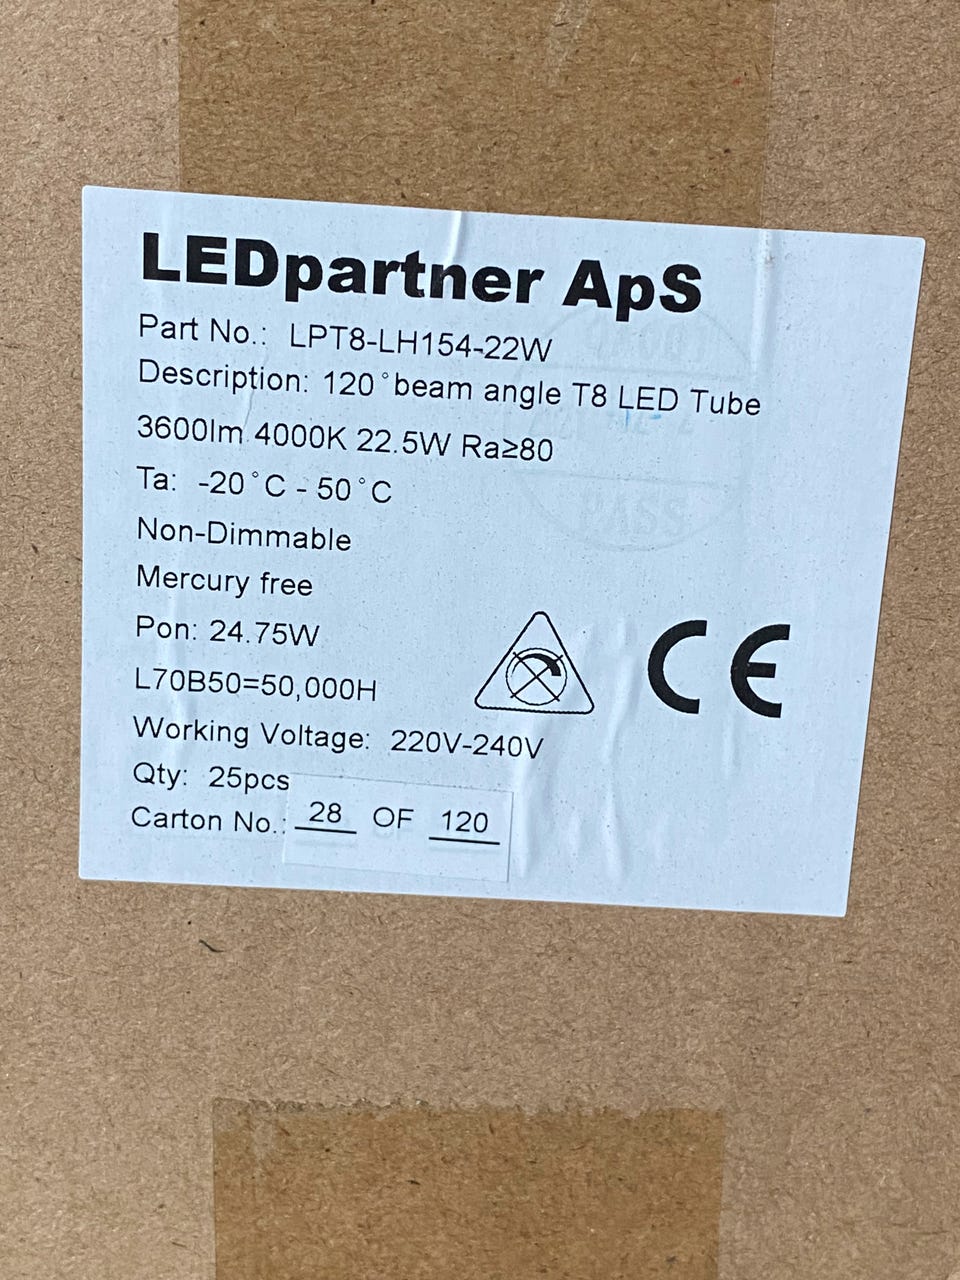 LEDpartner ApS
Part No.: LPT8-LH154-22W
Description: 120°beam angle T8 LED Tube
3600lm 4000K 22.5W Ra≥80
Ta: -20°C - 50°C
Non-Dimmable
Mercury free
Pon: 24.75W
L70B50=50,000H
Working Voltage: 220V-240V
Qty: 25pcs
Carton No.: 28 OF 120
CE
PASS